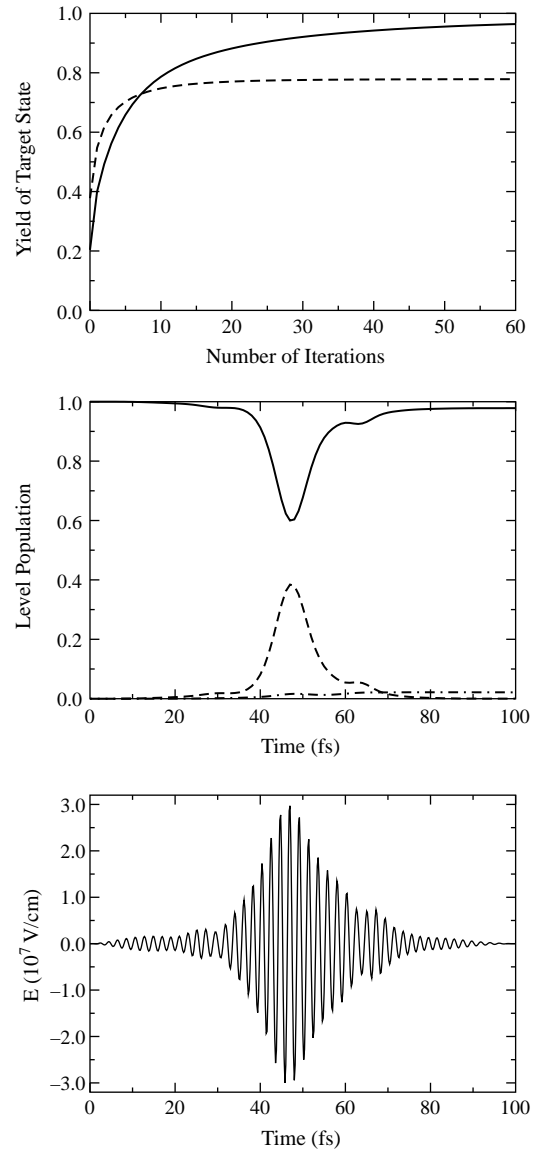 1.0
0.8
0.6
0.4
0.2
0.0
Yield of Target State
0 10 20 30 40 50 60
Number of Iterations
1.0
0.8
0.6
0.4
0.2
0.0
Level Population
0 20 40 60 80 100
Time (fs)
3.0
2.0
1.0
0.0
−1.0
−2.0
−3.0
E (10⁷ V/cm)
0 20 40 60 80 100
Time (fs)